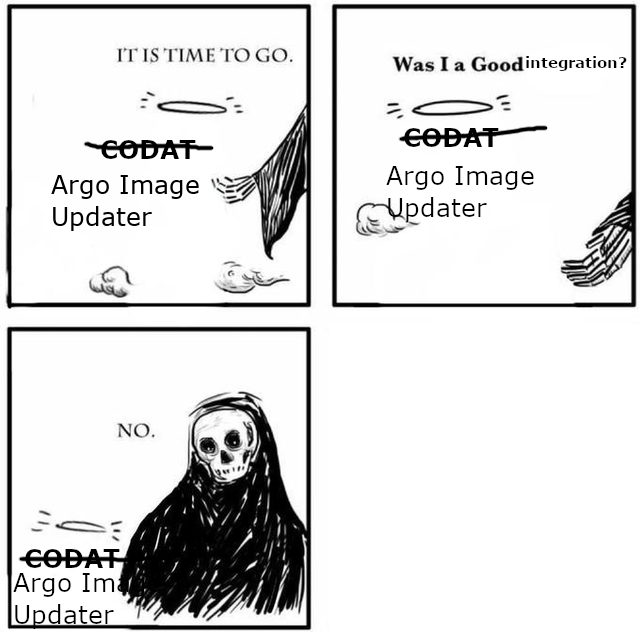 IT IS TIME TO GO.
CODAT
Argo Image
Updater
Was I a Good integration?
CODAT
Argo Image
Updater
NO.
CODAT
Argo Image
Updater